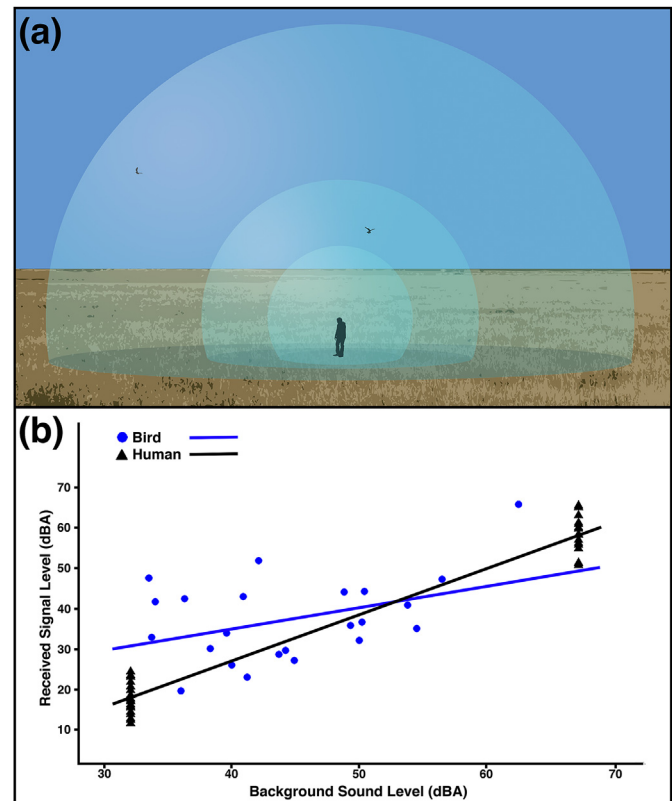 (a)
(b)
Bird
Human
Received Signal Level (dBA)
70
60
50
40
30
20
10
30 40 50 60 70
Background Sound Level (dBA)